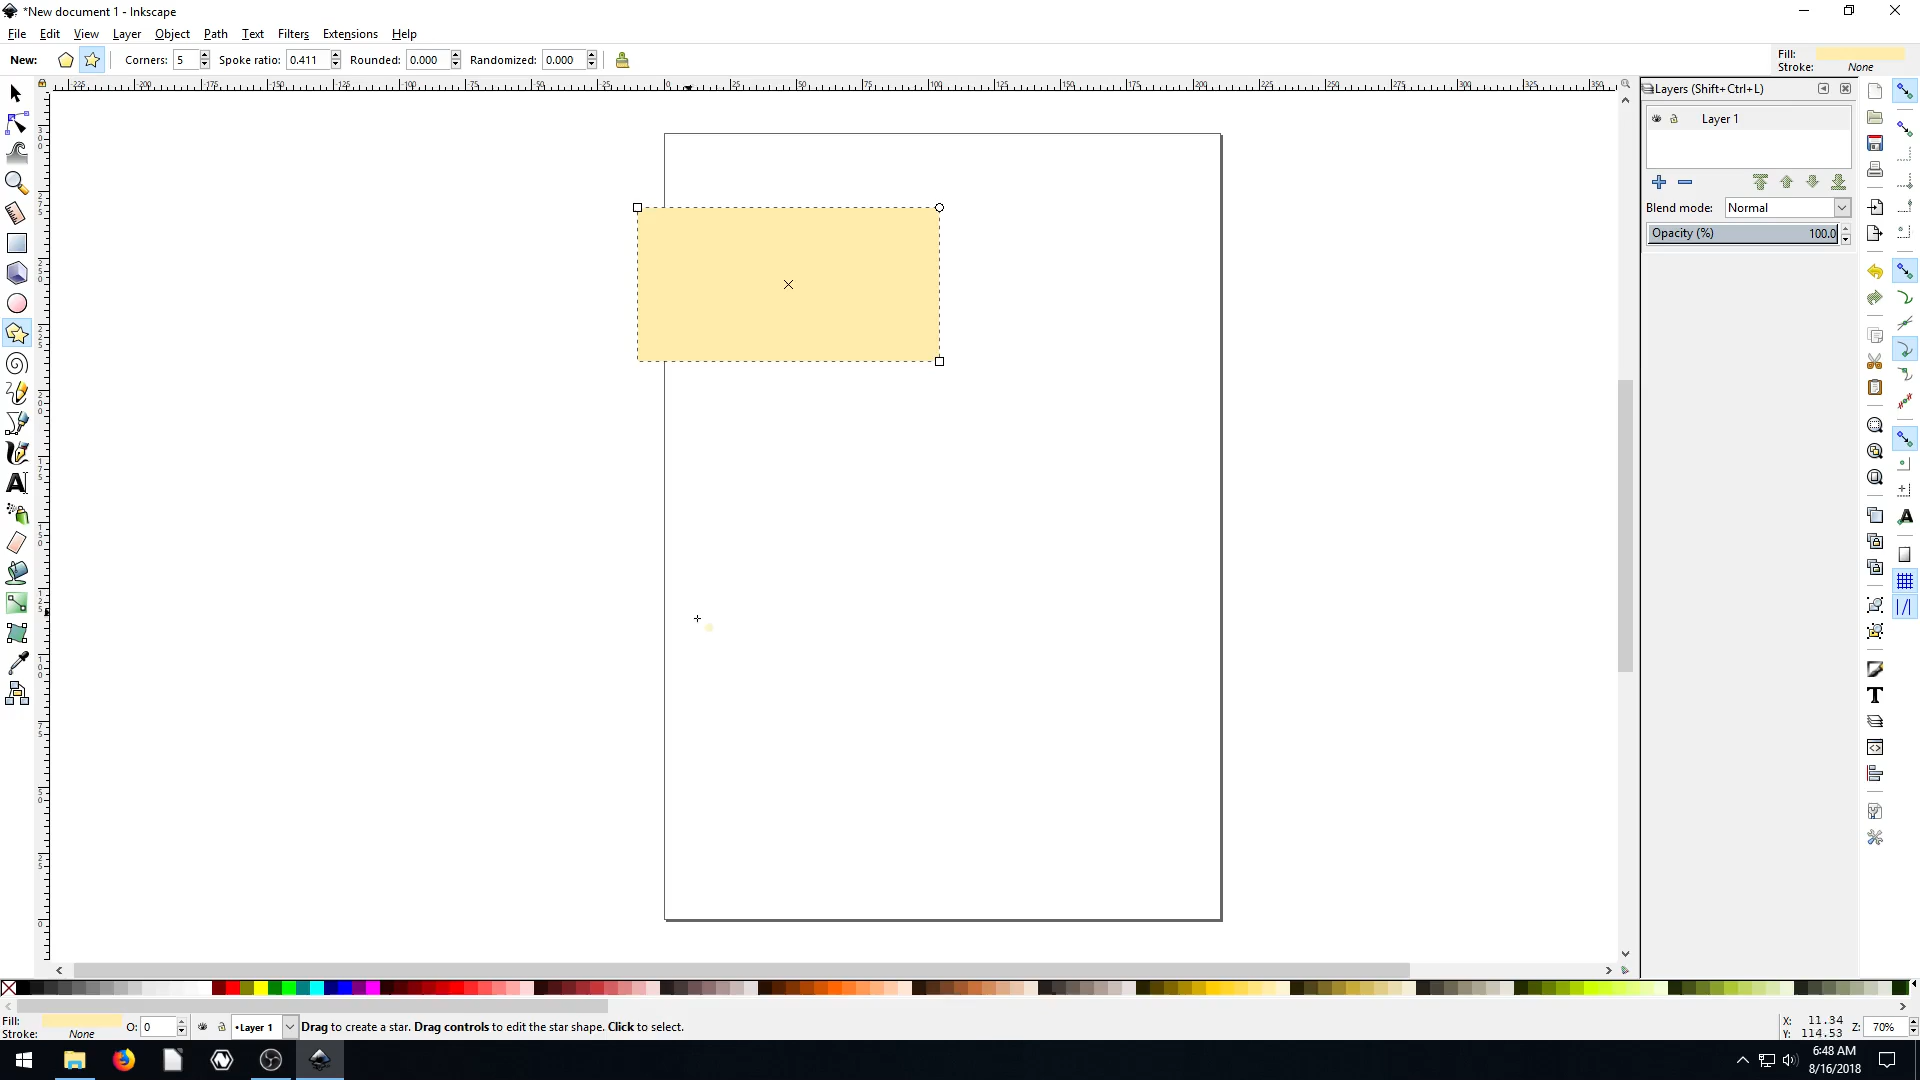 *New document 1 - Inkscape
File Edit View Layer Object Path Text Filters Extensions Help
New: Corners: 5 Spoke ratio: 0.411 Rounded: 0.000 Randomized: 0.000
Fill:
Stroke: None
Layers (Shift+Ctrl+L)
Layer 1
Blend mode: Normal
Opacity (%) 100.0
Fill:
Stroke: None
O: 0
•Layer 1
Drag to create a star. Drag controls to edit the star shape. Click to select.
X: 11.34
Y: 114.53
Z: 70%
6:48 AM
8/16/2018